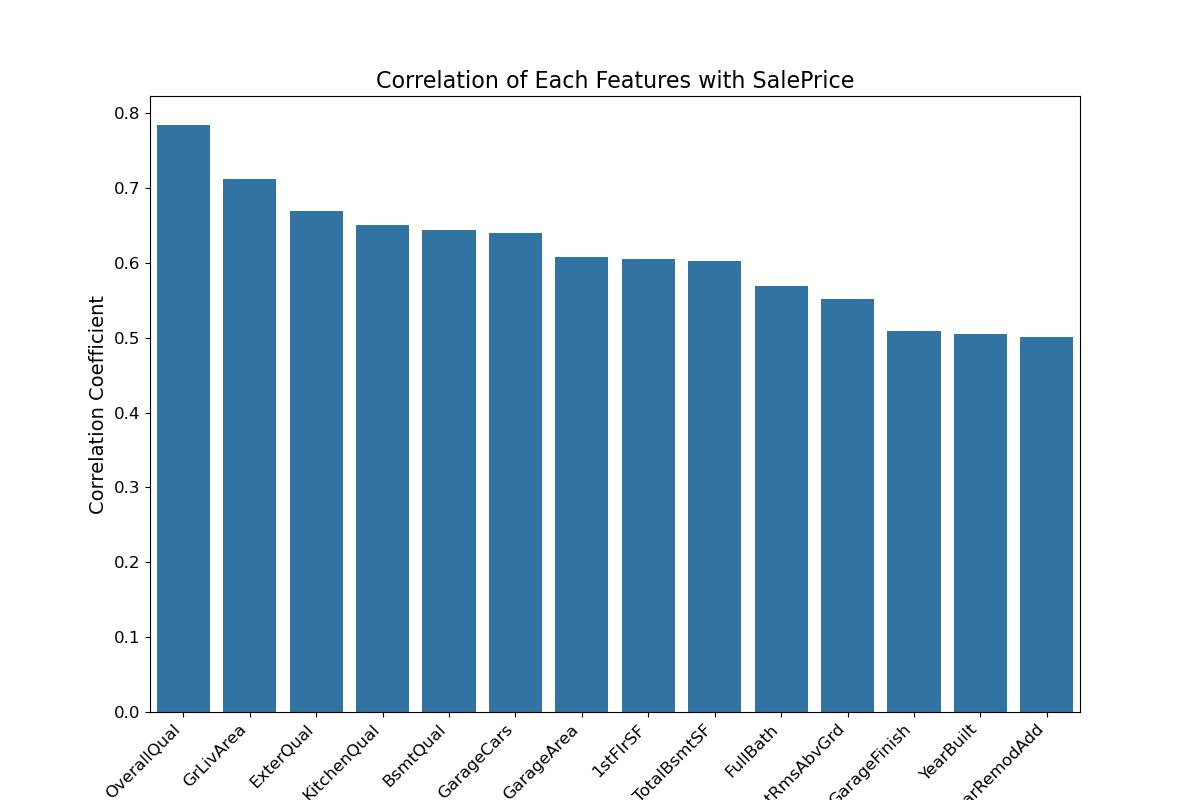 Correlation of Each Features with SalePrice
Correlation Coefficient
0.8
0.7
0.6
0.5
0.4
0.3
0.2
0.1
0.0
OverallQual
GrLivArea
ExterQual
KitchenQual
BsmtQual
GarageCars
GarageArea
1stFlrSF
TotalBsmtSF
FullBath
tRmsAbvGrd
GarageFinish
YearBuilt
arRemodAdd